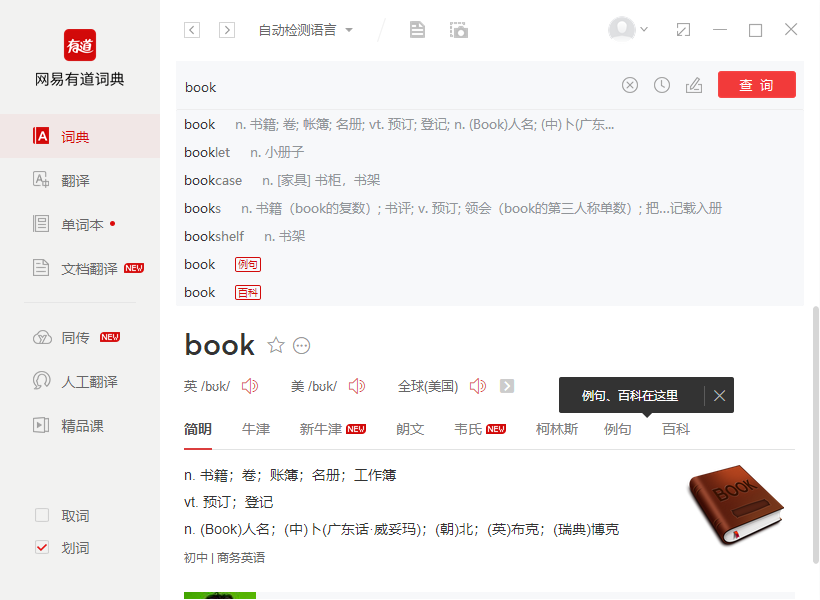 有道
网易有道词典
词典
翻译
单词本
文档翻译 NEW
同传 NEW
人工翻译
精品课
取词
划词
自动检测语言
book
查 询
book n. 书籍; 卷; 帐簿; 名册; vt. 预订; 登记; n. (Book)人名; (中)卜(广东...
booklet n. 小册子
bookcase n. [家具] 书柜，书架
books n. 书籍（book的复数）; 书评; v. 预订; 领会（book的第三人称单数）; 把...记载入册
bookshelf n. 书架
book 例句
book 百科
book
英 /bʊk/ 美 /bʊk/ 全球(美国)
例句、百科在这里
简明 牛津 新牛津 NEW 朗文 韦氏 NEW 柯林斯 例句 百科
n. 书籍；卷；账簿；名册；工作簿
vt. 预订；登记
n. (Book)人名；(中)卜(广东话·威妥玛)；(朝)北；(英)布克；(瑞典)博克
初中 | 商务英语
BOOK